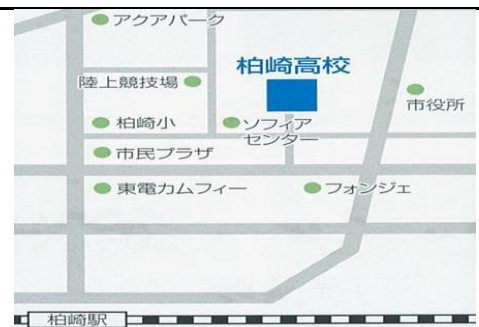 アクアパーク
柏崎高校
陸上競技場
市役所
柏崎小
ソフィア
センター
市民プラザ
東電カムフィー
フォンジェ
柏崎駅